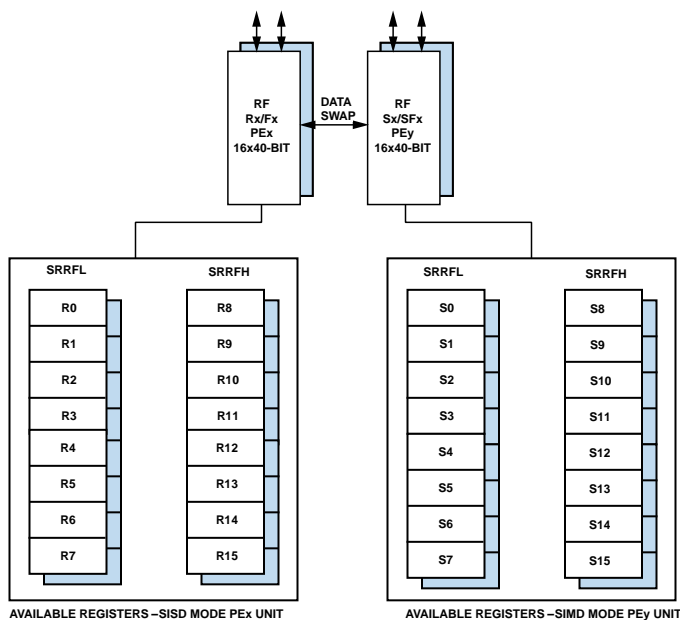 RF
Rx/Fx
PEx
16x40-BIT
DATA
SWAP
RF
Sx/SFx
PEy
16x40-BIT
SRRFL
SRRFH
R0
R1
R2
R3
R4
R5
R6
R7
R8
R9
R10
R11
R12
R13
R14
R15
AVAILABLE REGISTERS –SISD MODE PEx UNIT
SRRFL
SRRFH
S0
S1
S2
S3
S4
S5
S6
S7
S8
S9
S10
S11
S12
S13
S14
S15
AVAILABLE REGISTERS –SIMD MODE PEy UNIT